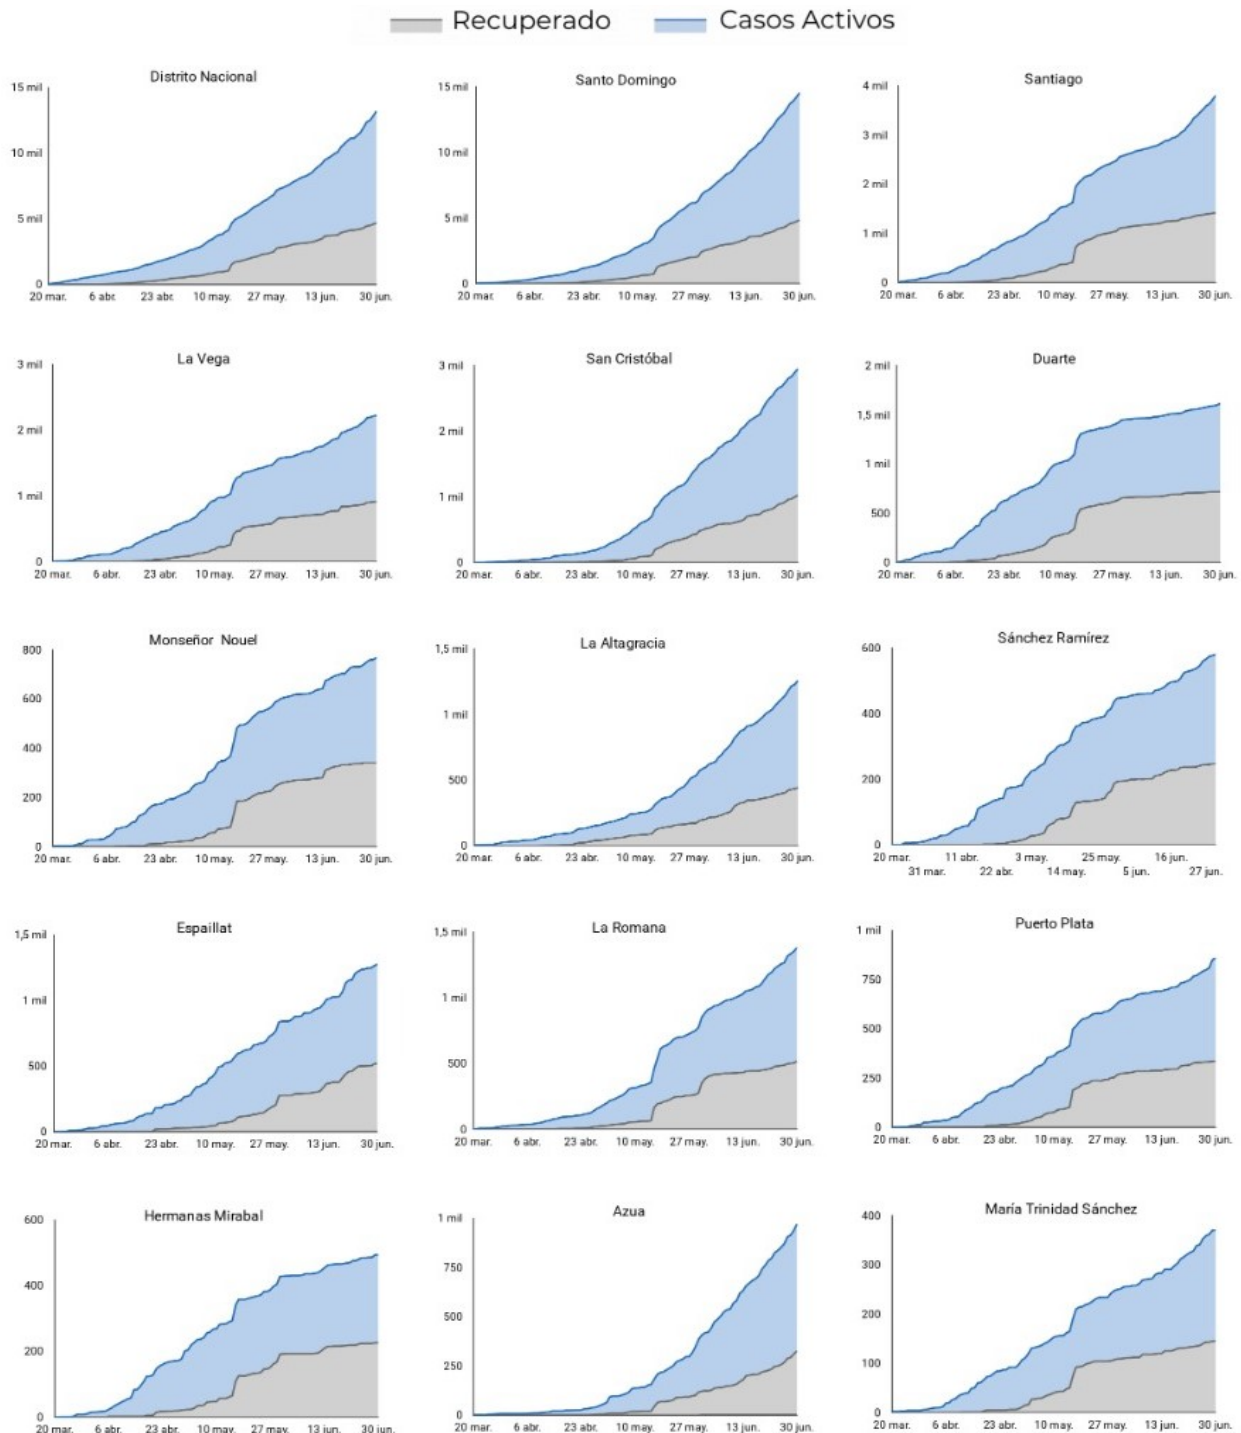 Recuperado Casos Activos
Distrito Nacional
15 mil
10 mil
5 mil
0
20 mar. 6 abr. 23 abr. 10 may. 27 may. 13 jun. 30 jun.
Santo Domingo
15 mil
10 mil
5 mil
0
20 mar. 6 abr. 23 abr. 10 may. 27 may. 13 jun. 30 jun.
Santiago
4 mil
3 mil
2 mil
1 mil
0
20 mar. 6 abr. 23 abr. 10 may. 27 may. 13 jun. 30 jun.
La Vega
3 mil
2 mil
1 mil
0
20 mar. 6 abr. 23 abr. 10 may. 27 may. 13 jun. 30 jun.
San Cristóbal
3 mil
2 mil
1 mil
0
20 mar. 6 abr. 23 abr. 10 may. 27 may. 13 jun. 30 jun.
Duarte
2 mil
1,5 mil
1 mil
500
0
20 mar. 6 abr. 23 abr. 10 may. 27 may. 13 jun. 30 jun.
Monseñor Nouel
800
600
400
200
0
20 mar. 6 abr. 23 abr. 10 may. 27 may. 13 jun. 30 jun.
La Altagracia
1,5 mil
1 mil
500
0
20 mar. 6 abr. 23 abr. 10 may. 27 may. 13 jun. 30 jun.
Sánchez Ramírez
600
400
200
0
20 mar. 11 abr. 3 may. 25 may. 16 jun.
31 mar. 22 abr. 14 may. 5 jun. 27 jun.
Espaillat
1,5 mil
1 mil
500
0
20 mar. 6 abr. 23 abr. 10 may. 27 may. 13 jun. 30 jun.
La Romana
1,5 mil
1 mil
500
0
20 mar. 6 abr. 23 abr. 10 may. 27 may. 13 jun. 30 jun.
Puerto Plata
1 mil
750
500
250
0
20 mar. 6 abr. 23 abr. 10 may. 27 may. 13 jun. 30 jun.
Hermanas Mirabal
600
400
200
0
20 mar. 6 abr. 23 abr. 10 may. 27 may. 13 jun. 30 jun.
Azua
1 mil
750
500
250
0
20 mar. 6 abr. 23 abr. 10 may. 27 may. 13 jun. 30 jun.
María Trinidad Sánchez
400
300
200
100
0
20 mar. 6 abr. 23 abr. 10 may. 27 may. 13 jun. 30 jun.